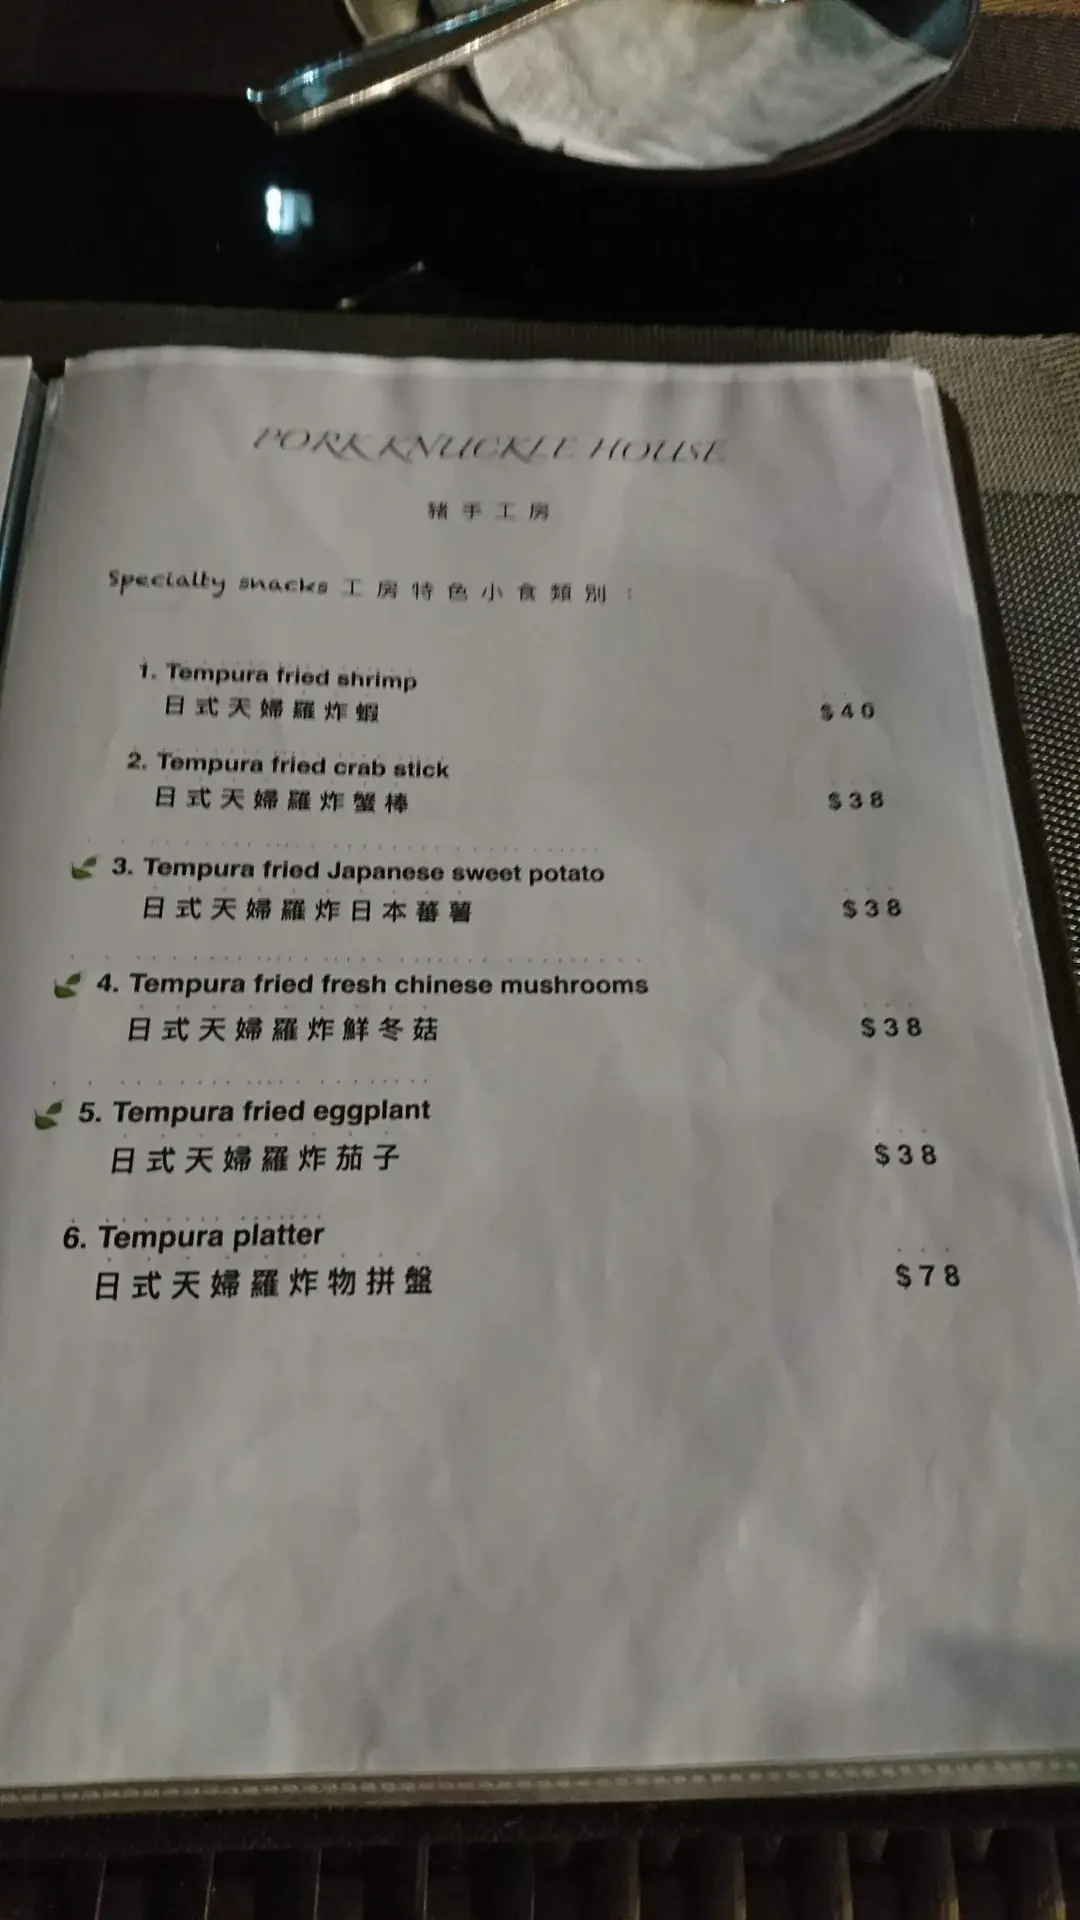 PORK KNUCKLE HOUSE
豬手工房
Specialty snacks 工房特色小食類別：
1. Tempura fried shrimp
日式天婦羅炸蝦 $40
2. Tempura fried crab stick
日式天婦羅炸蟹棒 $38
3. Tempura fried Japanese sweet potato
日式天婦羅炸日本蕃薯 $38
4. Tempura fried fresh chinese mushrooms
日式天婦羅炸鮮冬菇 $38
5. Tempura fried eggplant
日式天婦羅炸茄子 $38
6. Tempura platter
日式天婦羅炸物拼盤 $78